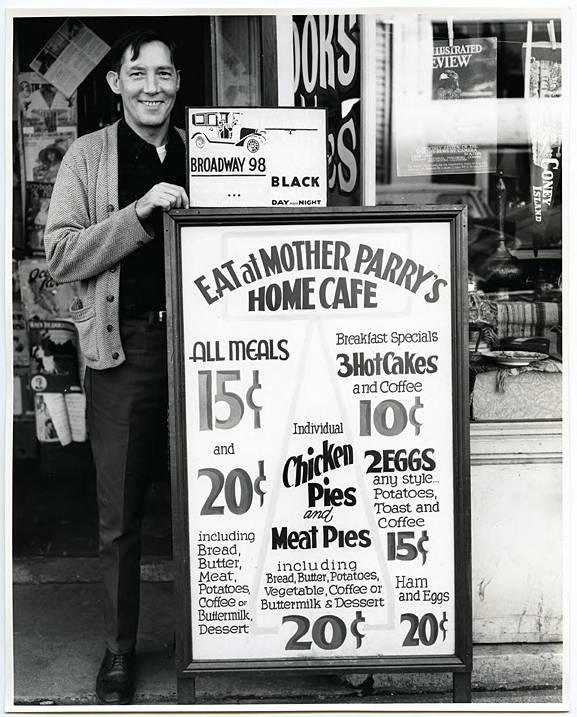 OOKS
ILLUSTRATED
REVIEW
CONEY
ISLAND
BROADWAY 98
...
BLACK
DAY AND NIGHT
EAT at MOTHER PARRY'S
HOME CAFE
ALL MEALS
15¢
and
20¢
including
Bread,
Butter,
Meat,
Potatoes,
Coffee or
Buttermilk,
Dessert
Breakfast Specials
3 Hot Cakes
and Coffee
10¢
Individual
Chicken
Pies
and
Meat Pies
including
Bread, Butter, Potatoes,
Vegetable, Coffee or
Buttermilk & Dessert
20¢
2 EGGS
any style...
Potatoes,
Toast and
Coffee
15¢
Ham
and Eggs
20¢